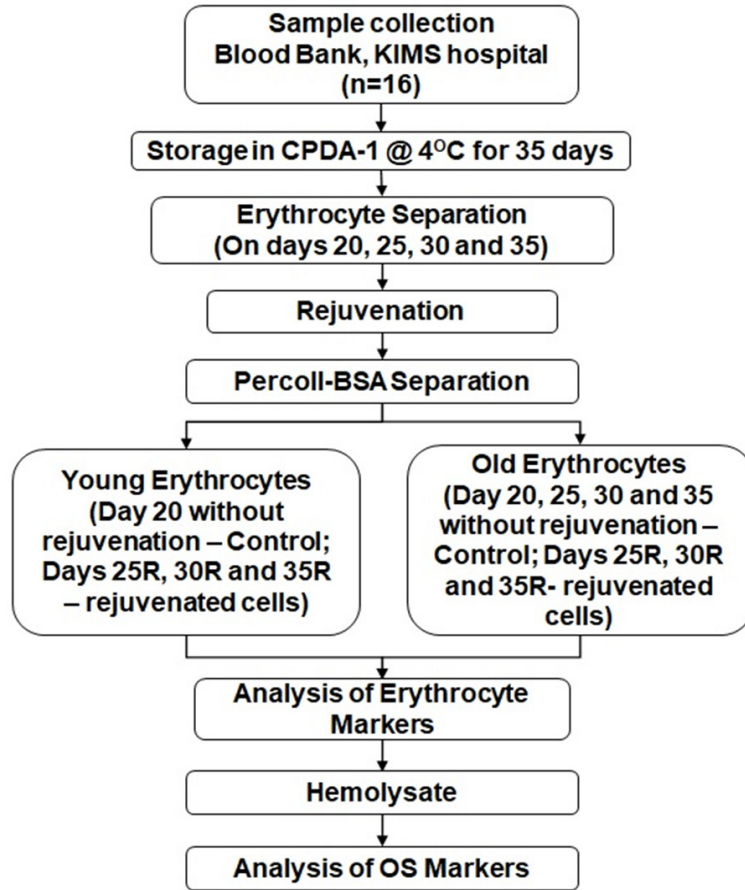 Sample collection
Blood Bank, KIMS hospital
(n=16)
Storage in CPDA-1 @ 4⁰C for 35 days
Erythrocyte Separation
(On days 20, 25, 30 and 35)
Rejuvenation
Percoll-BSA Separation
Young Erythrocytes
(Day 20 without
rejuvenation – Control;
Days 25R, 30R and 35R
– rejuvenated cells)
Old Erythrocytes
(Day 20, 25, 30 and 35
without rejuvenation –
Control; Days 25R, 30R
and 35R- rejuvenated
cells)
Analysis of Erythrocyte
Markers
Hemolysate
Analysis of OS Markers